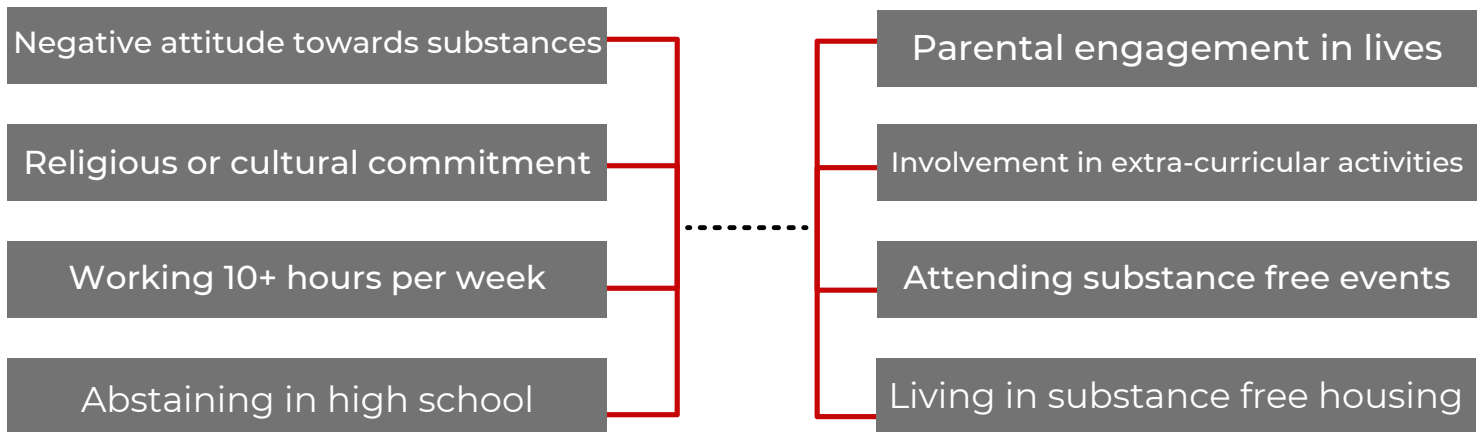 Negative attitude towards substances
Religious or cultural commitment
Working 10+ hours per week
Abstaining in high school
Parental engagement in lives
Involvement in extra-curricular activities
Attending substance free events
Living in substance free housing